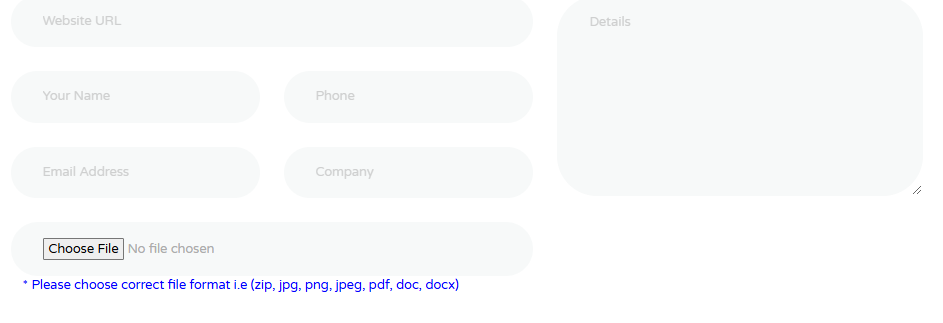 Website URL
Details
Your Name
Phone
Email Address
Company
Choose File No file chosen
* Please choose correct file format i.e (zip, jpg, png, jpeg, pdf, doc, docx)